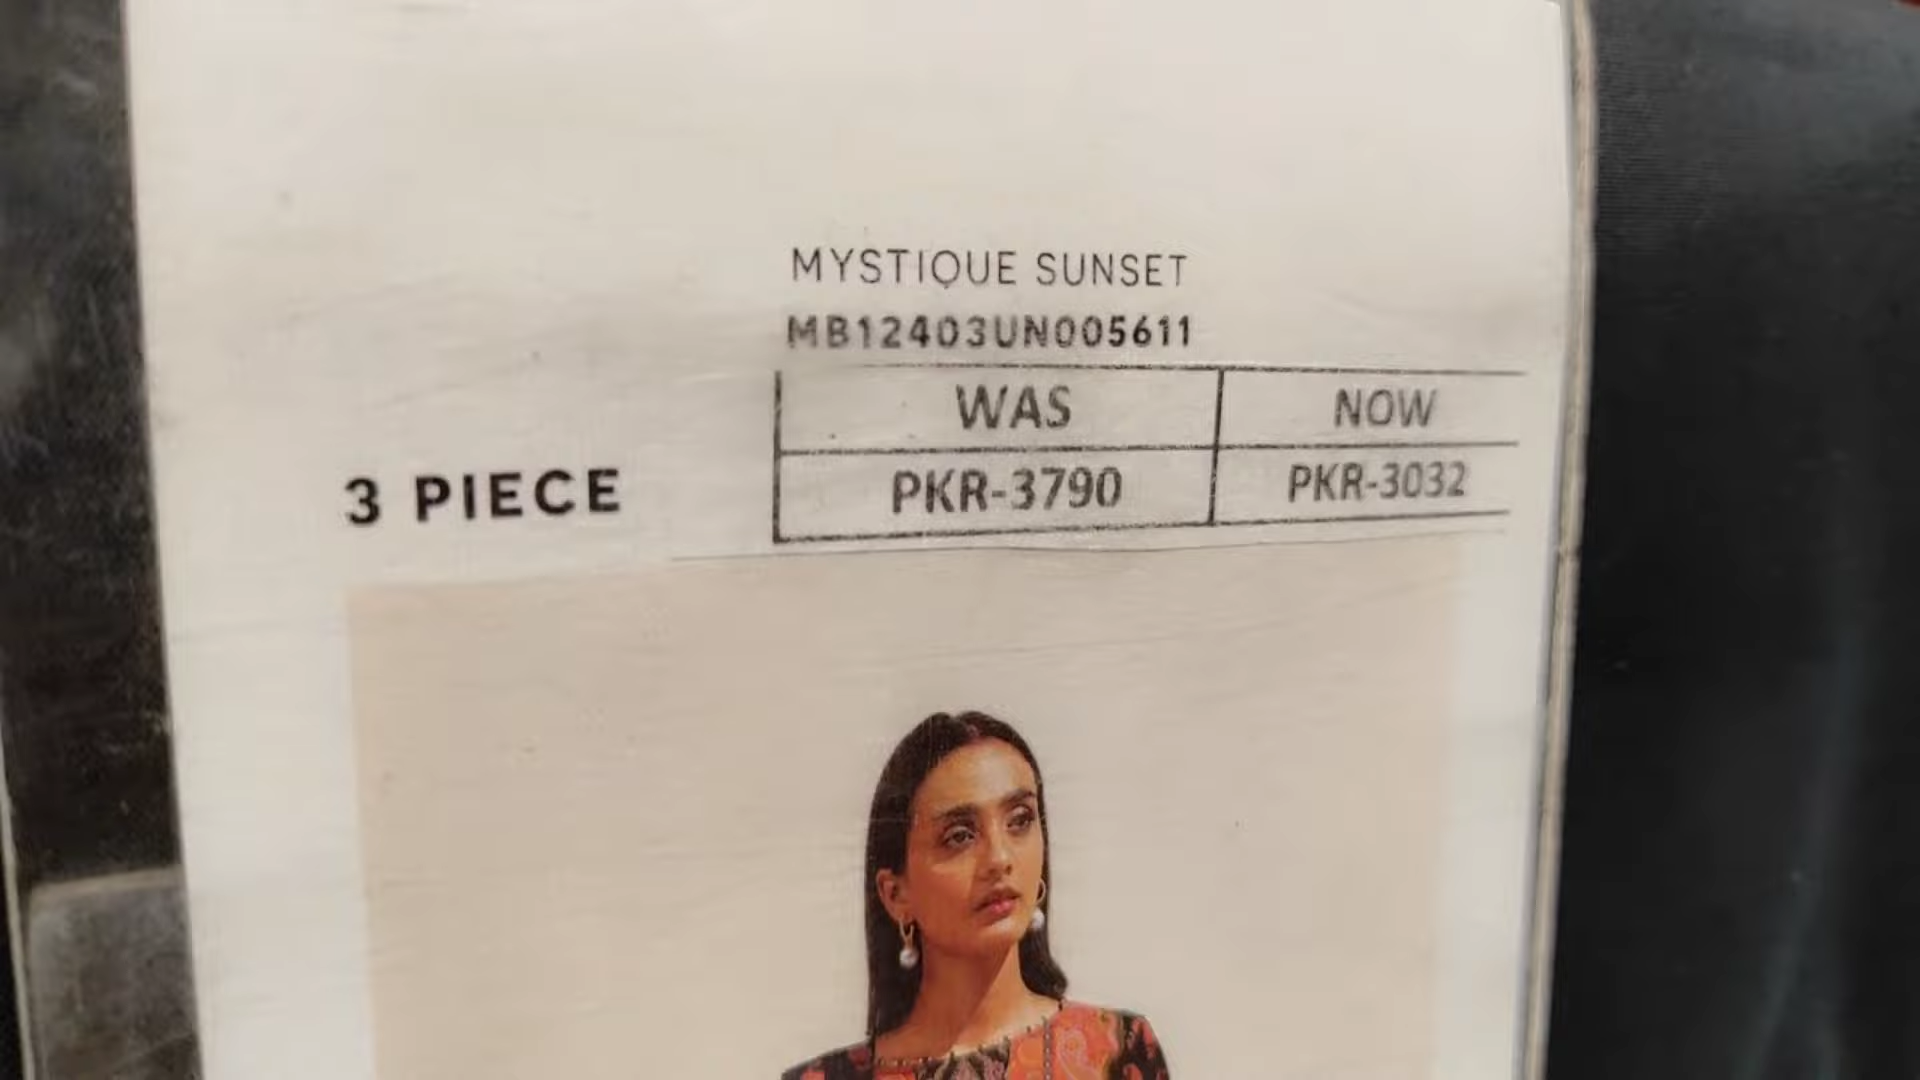 MYSTIQUE SUNSET
MB12403UN005611
WAS NOW
3 PIECE PKR-3790 PKR-3032